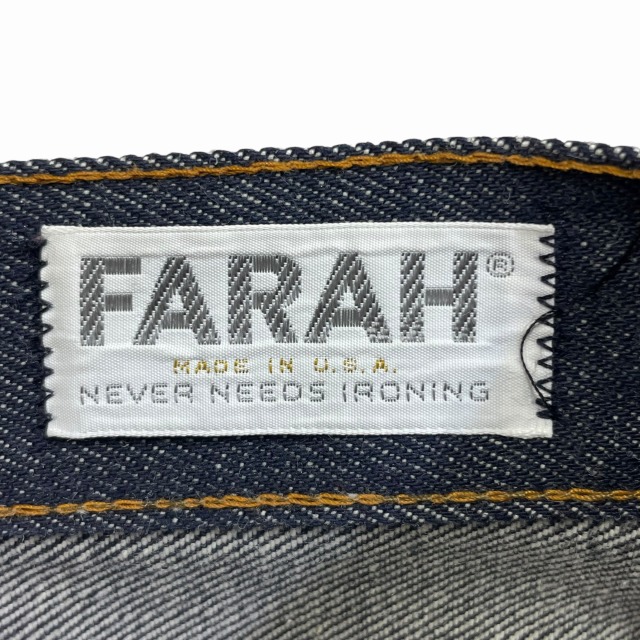 FARAH®
MADE IN U.S.A.
NEVER NEEDS IRONING